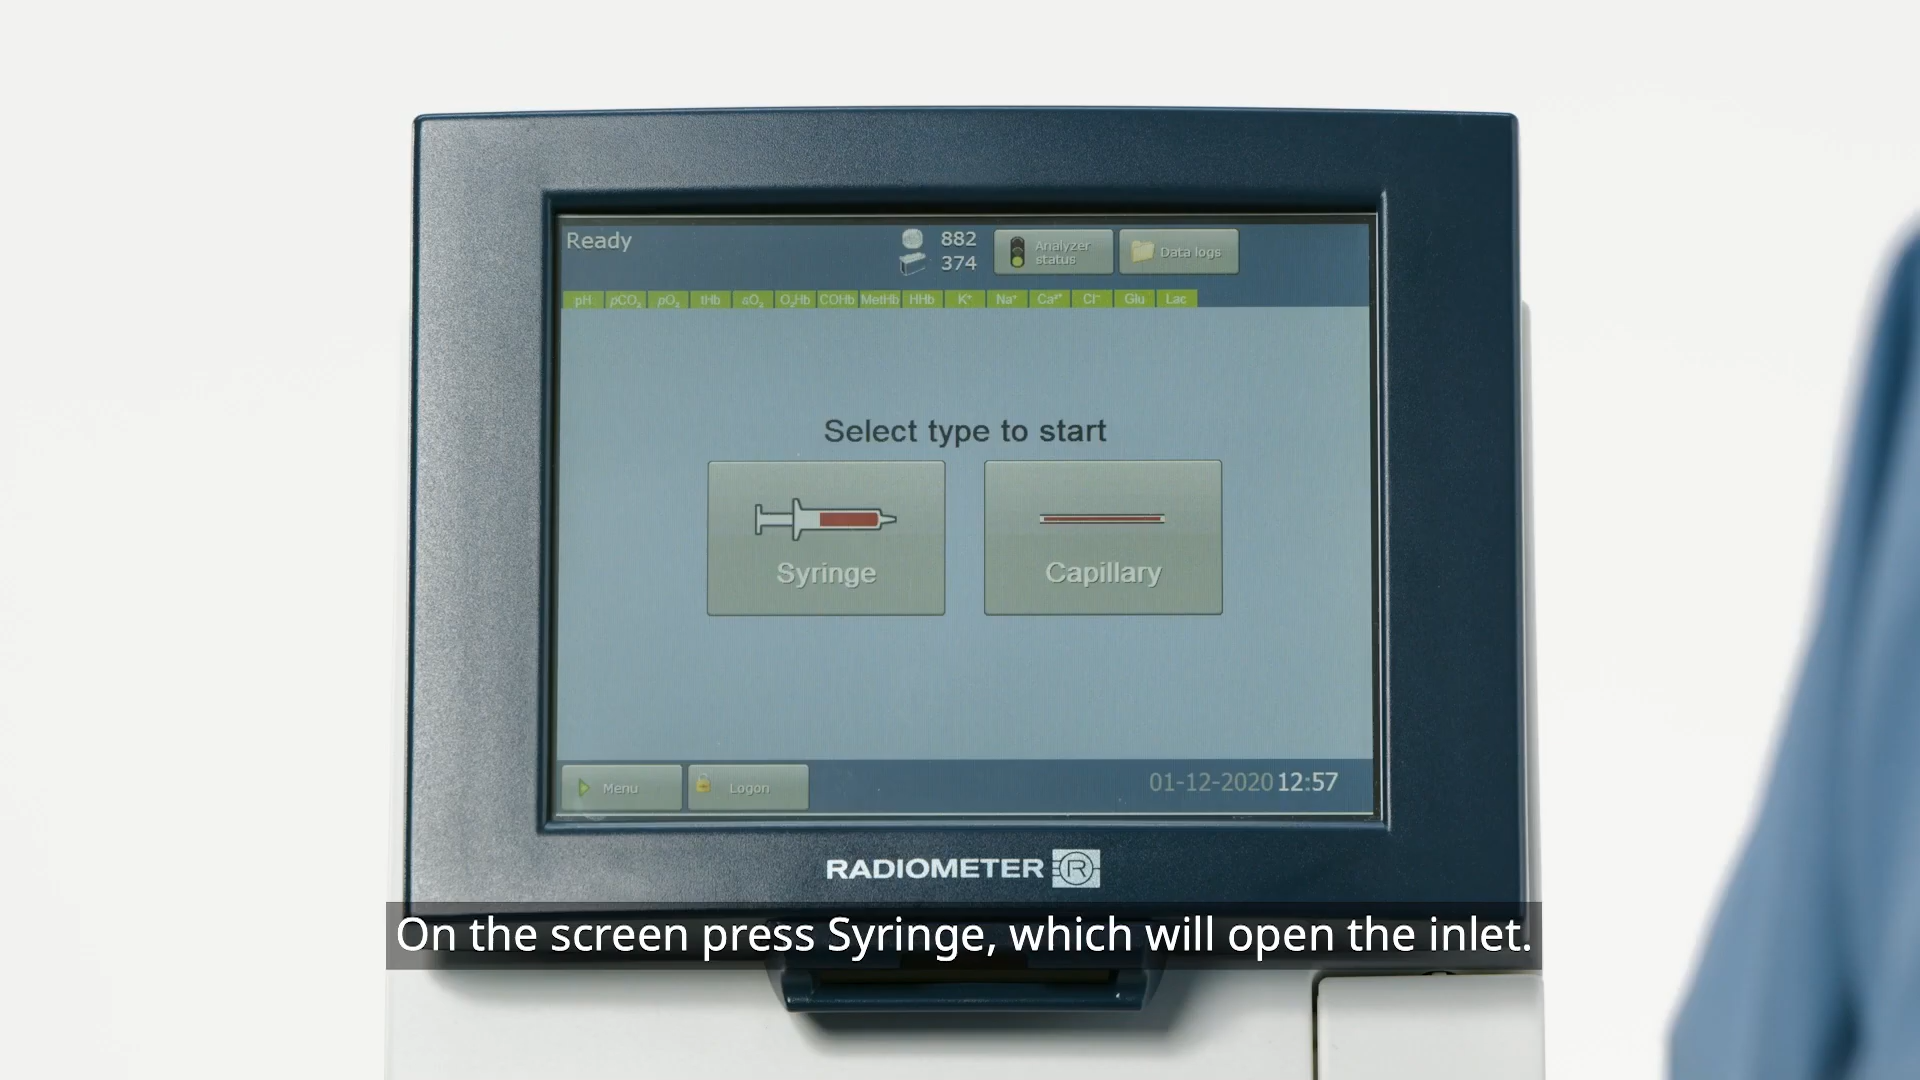 Ready
882
374
Analyzer
status
Data logs
pH pCO₂ pO₂ tHb sO₂ O₂Hb COHb MetHb HHb K⁺ Na⁺ Ca²⁺ Cl⁻ Glu Lac
Select type to start
Syringe
Capillary
Menu
Logon
01-12-2020 12:57
RADIOMETER R
On the screen press Syringe, which will open the inlet.